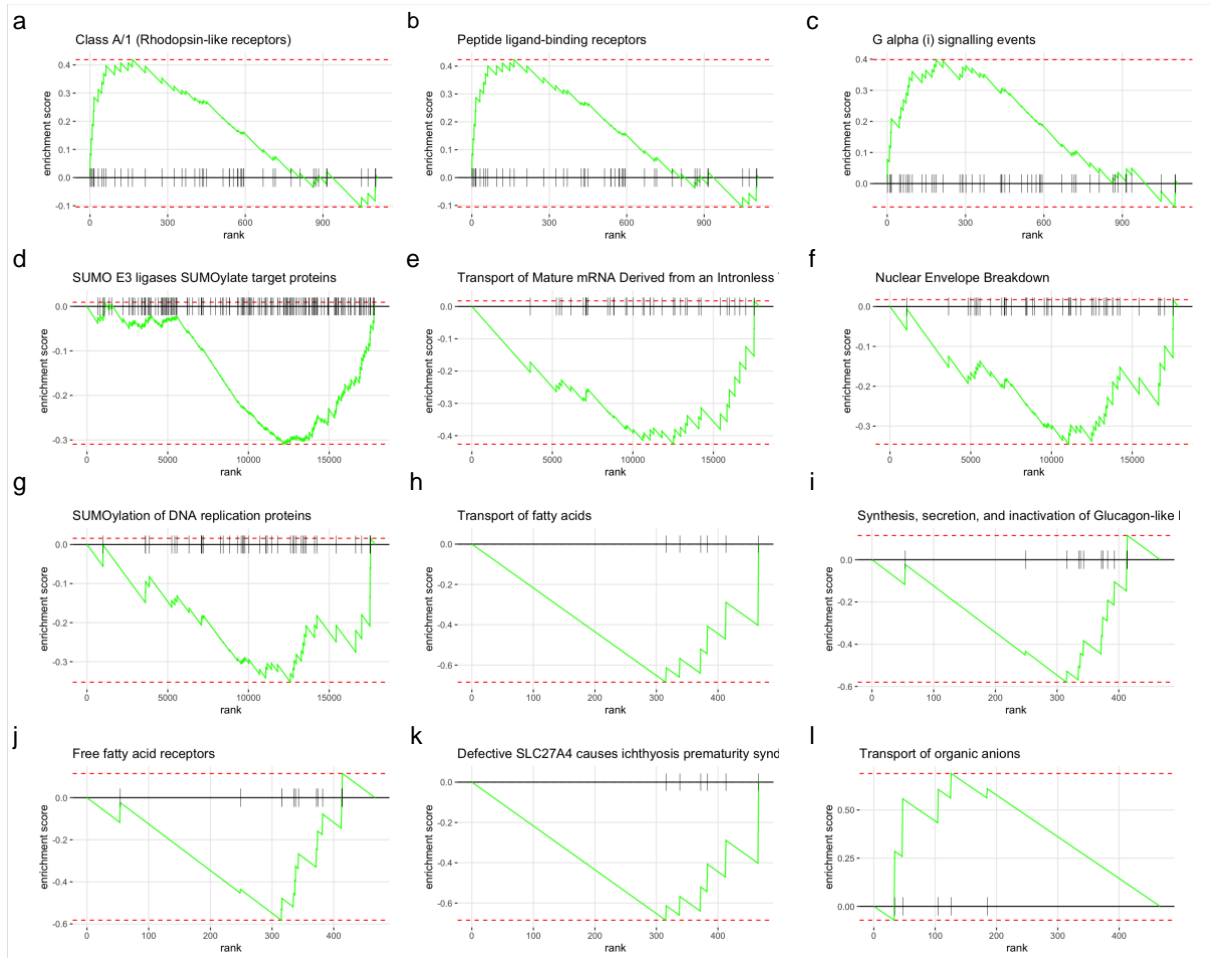 a
Class A/1 (Rhodopsin-like receptors)
enrichment score
0.4
0.3
0.2
0.1
0.0
-0.1
0
300
600
900
rank
b
Peptide ligand-binding receptors
enrichment score
0.4
0.3
0.2
0.1
0.0
-0.1
0
300
600
900
rank
c
G alpha (i) signalling events
enrichment score
0.4
0.3
0.2
0.1
0.0
0
300
600
900
rank
d
SUMO E3 ligases SUMOylate target proteins
enrichment score
0.0
-0.1
-0.2
-0.3
0
5000
10000
15000
rank
e
Transport of Mature mRNA Derived from an Intronless
enrichment score
0.0
-0.1
-0.2
-0.3
-0.4
0
5000
10000
15000
rank
f
Nuclear Envelope Breakdown
enrichment score
0.0
-0.1
-0.2
-0.3
0
5000
10000
15000
rank
g
SUMOylation of DNA replication proteins
enrichment score
0.0
-0.1
-0.2
-0.3
0
5000
10000
15000
rank
h
Transport of fatty acids
enrichment score
0.0
-0.2
-0.4
-0.6
0
100
200
300
400
rank
i
Synthesis, secretion, and inactivation of Glucagon-like
enrichment score
0.0
-0.2
-0.4
-0.6
0
100
200
300
400
rank
j
Free fatty acid receptors
enrichment score
0.0
-0.2
-0.4
-0.6
0
100
200
300
400
rank
k
Defective SLC27A4 causes ichthyosis prematurity synd
enrichment score
0.0
-0.2
-0.4
-0.6
0
100
200
300
400
rank
l
Transport of organic anions
enrichment score
0.50
0.25
0.00
0
100
200
300
400
rank